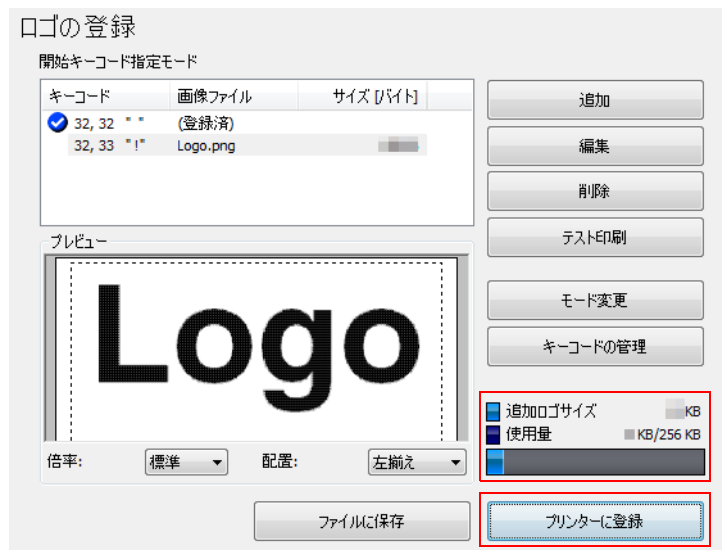 ロゴの登録
開始キーコード指定モード
キーコード 画像ファイル サイズ [バイト]
32, 32 " " (登録済)
32, 33 "!" Logo.png
追加
編集
削除
テスト印刷
モード変更
キーコードの管理
プレビュー
Logo
追加ロゴサイズ KB
使用量 KB/256 KB
倍率: 標準 配置: 左揃え
ファイルに保存
プリンターに登録